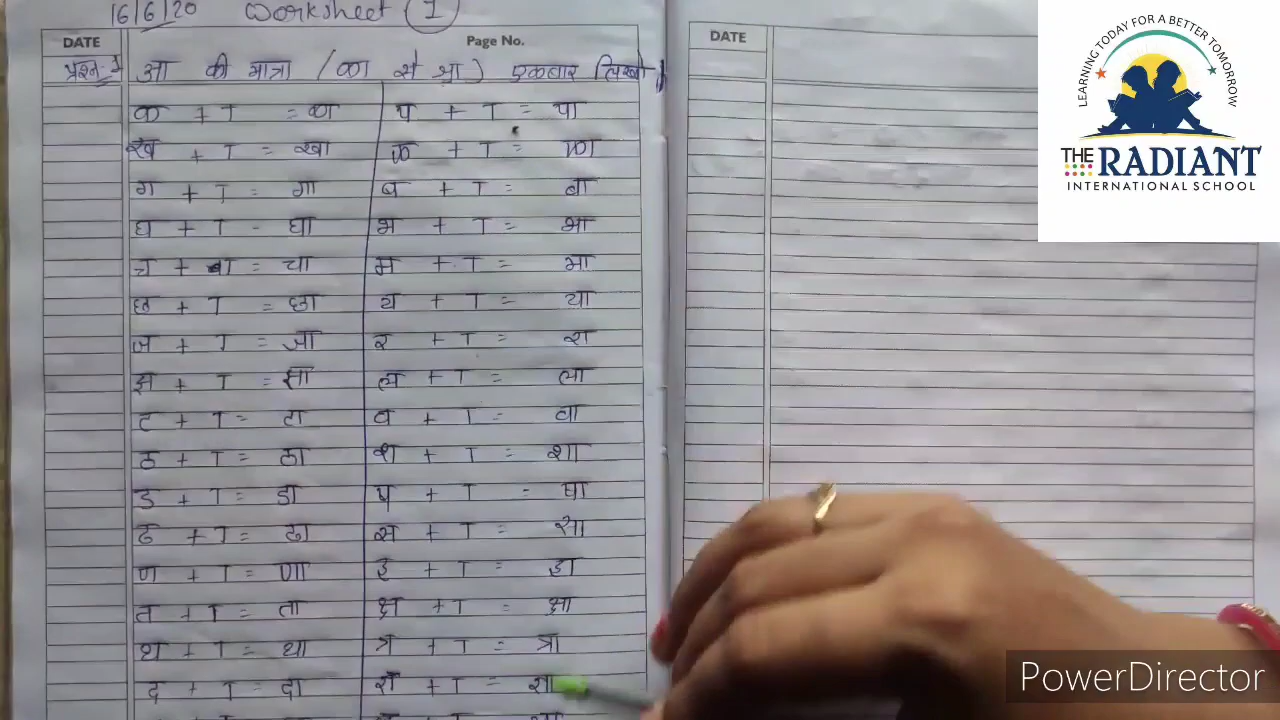 16/6/20 Worksheet (1)
DATE Page No.
प्रश्न-1 आ की मात्रा (का से श्रा) एकबार लिखो।
क + ा = का
ख + ा = खा
ग + ा = गा
घ + ा - घा
च + ा = चा
छ + ा = छा
ज + ा = जा
झ + ा = झा
ट + ा = टा
ठ + ा = ठा
ड + ा = डा
ढ + ा = ढा
ण + ा = णा
त + ा = ता
थ + ा = था
द + ा = दा
प + ा = पा
फ + ा = फा
ब + ा = बा
भ + ा = भा
म + ा = मा
य + ा = या
र + ा = रा
ल + ा = ला
व + ा = वा
श + ा = शा
ष + ा = षा
स + ा = सा
ह + ा = हा
क्ष + ा = क्षा
त्र + ा = त्रा
DATE
LEARNING TODAY FOR A BETTER TOMORROW
THE RADIANT
INTERNATIONAL SCHOOL
PowerDirector